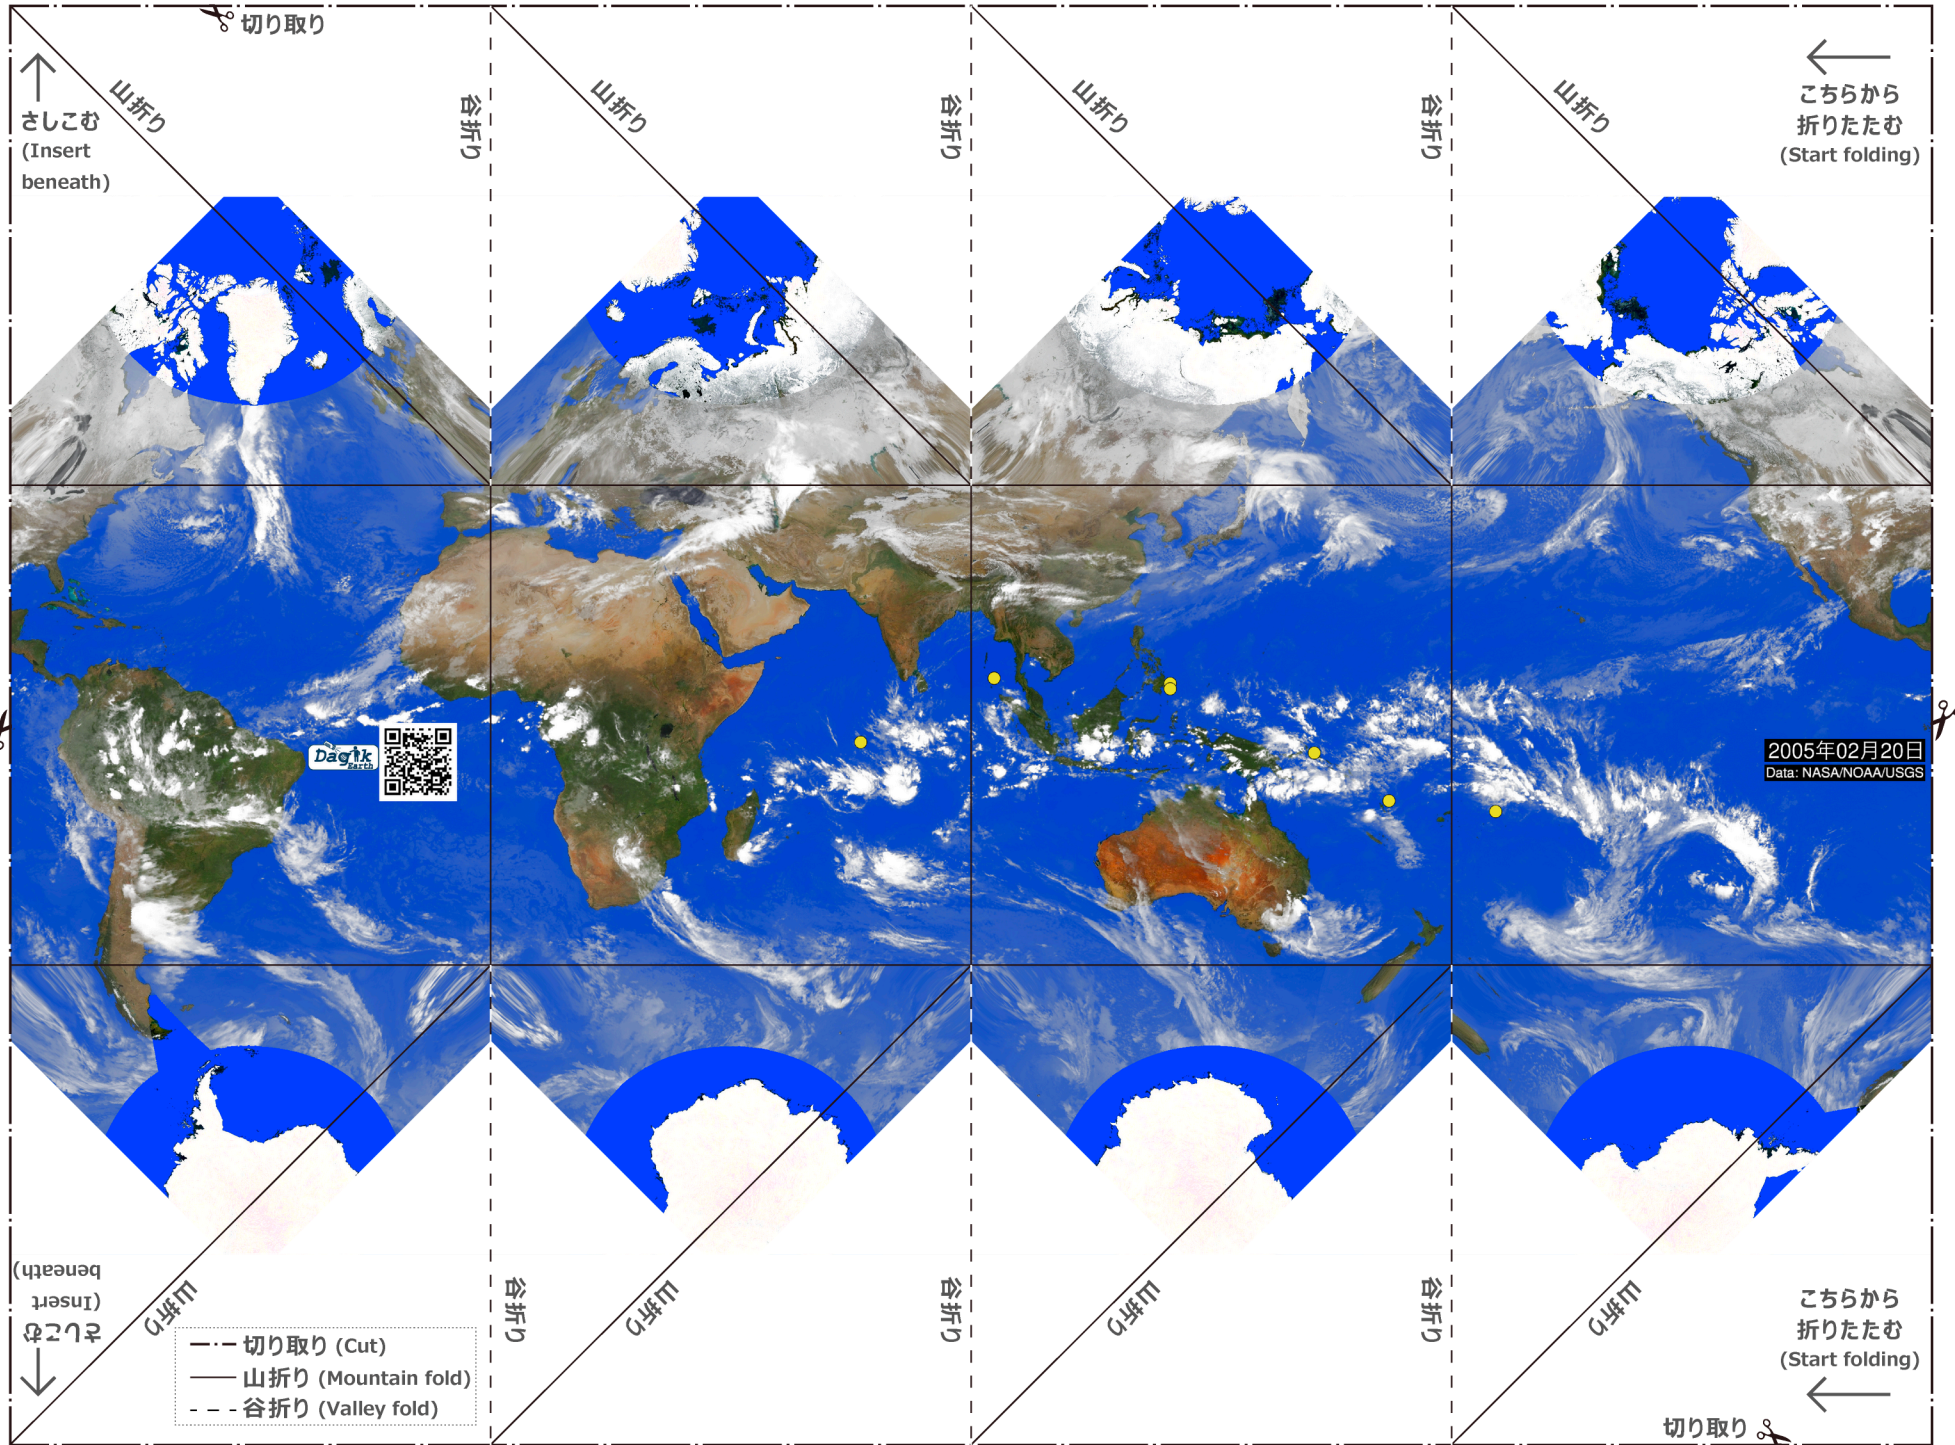 切り取り
山折り
山折り
山折り
山折り
谷折り
谷折り
谷折り
さしこむ
(Insert
beneath)
こちらから
折りたたむ
(Start folding)
Dagik
Earth
2005年02月20日
Data: NASA/NOAA/USGS
さしこむ
(Insert
beneath)
山折り
山折り
山折り
山折り
谷折り
谷折り
谷折り
こちらから
折りたたむ
(Start folding)
切り取り (Cut)
山折り (Mountain fold)
谷折り (Valley fold)
切り取り